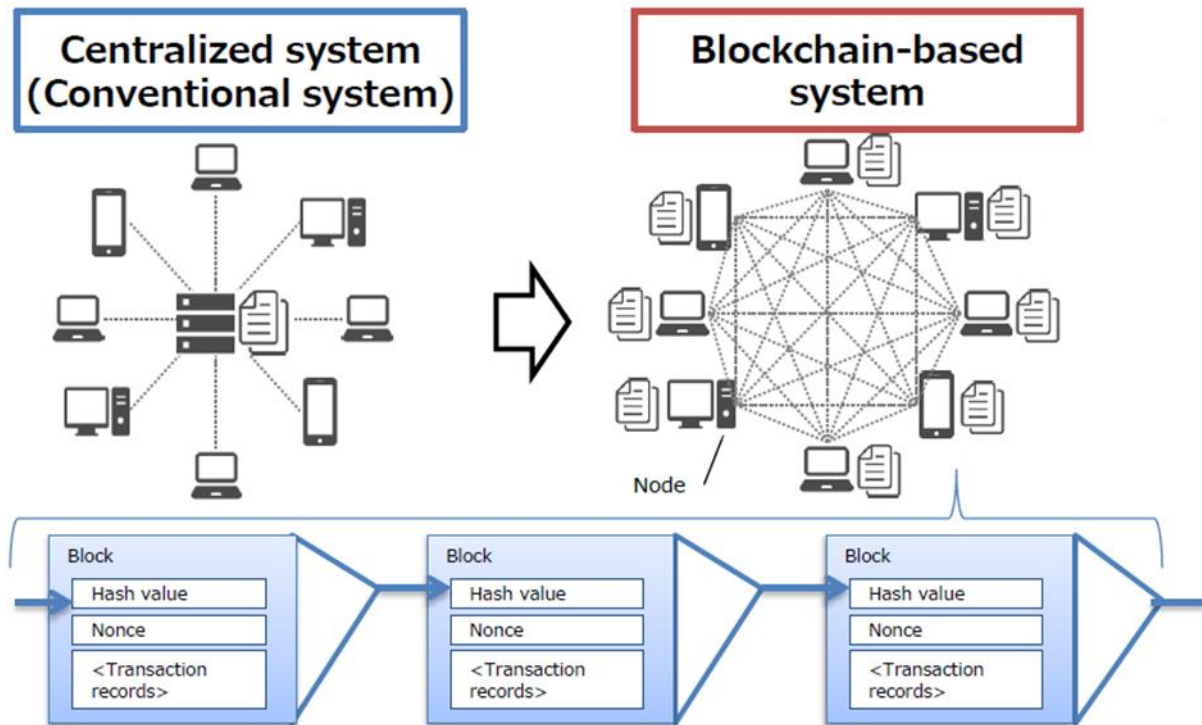 Centralized system
(Conventional system)
Blockchain-based
system
Node
Block
Hash value
Nonce
<Transaction
records>
Block
Hash value
Nonce
<Transaction
records>
Block
Hash value
Nonce
<Transaction
records>